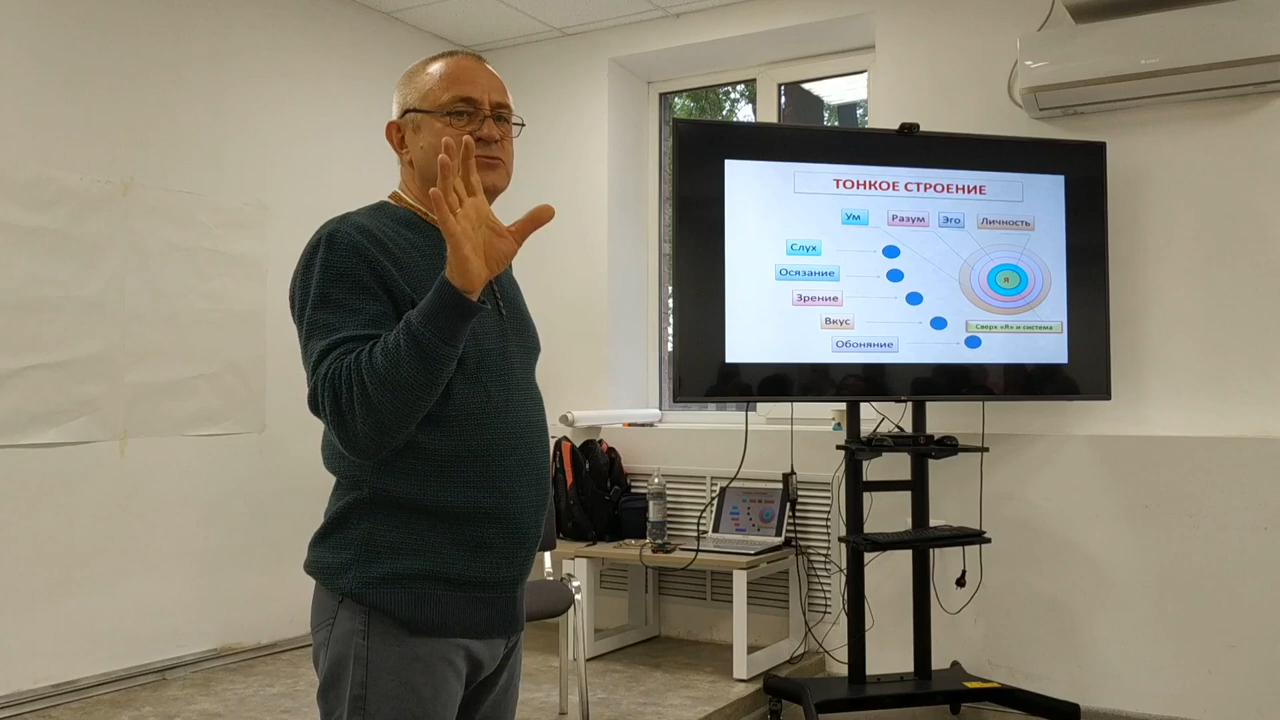 ТОНКОЕ СТРОЕНИЕ
Ум Разум Эго Личность
Слух
Осязание
Я
Зрение
Вкус
Сверх «Я» и система
Обоняние